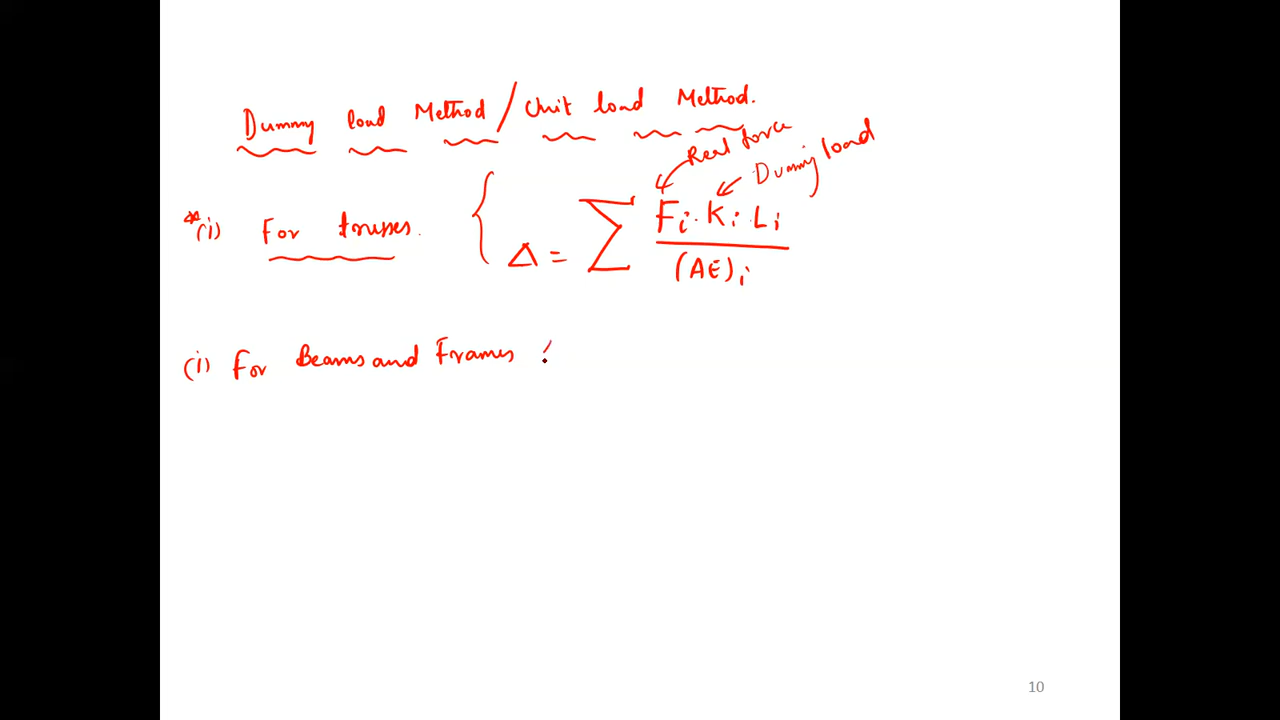 Dummy load Method / Unit load Method.
Real force
Dummy load
*(i) For trusses. { Δ = Σ Fi · Ki · Li / (AE)i
(i) For Beams and Frames
10